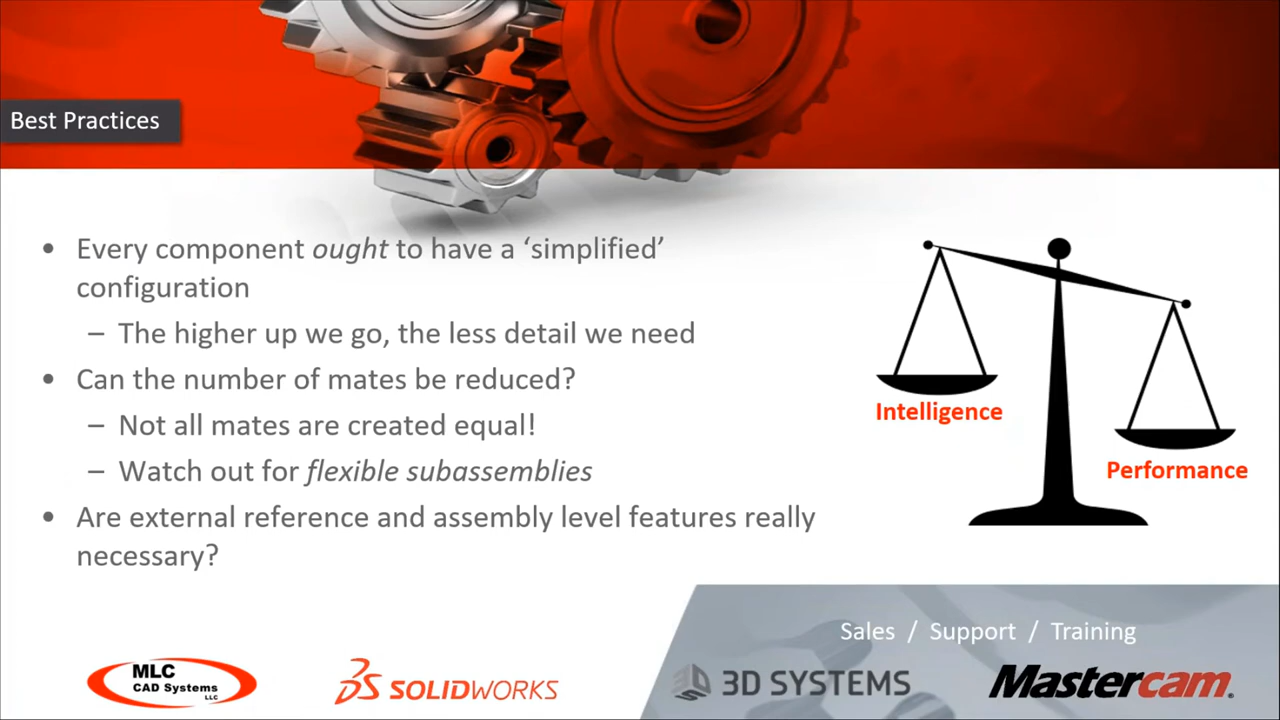 Best Practices
• Every component ought to have a ‘simplified’
configuration
– The higher up we go, the less detail we need
• Can the number of mates be reduced?
– Not all mates are created equal!
– Watch out for flexible subassemblies
• Are external reference and assembly level features really
necessary?
Intelligence
Performance
Sales / Support / Training
MLC
CAD Systems
LLC
SOLIDWORKS
3D SYSTEMS
Mastercam.